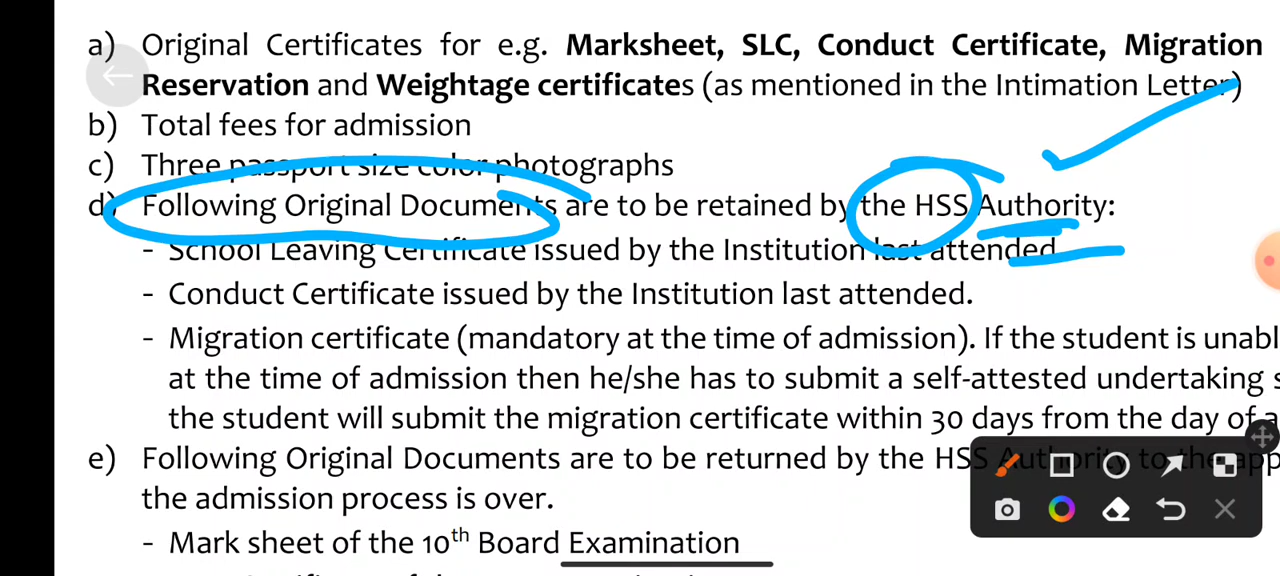 a) Original Certificates for e.g. Marksheet, SLC, Conduct Certificate, Migration
Reservation and Weightage certificates (as mentioned in the Intimation Letter)
b) Total fees for admission
c) Three passport size color photographs
d) Following Original Documents are to be retained by the HSS Authority:
- School Leaving Certificate issued by the Institution last attended
- Conduct Certificate issued by the Institution last attended.
- Migration certificate (mandatory at the time of admission). If the student is
at the time of admission then he/she has to submit a self-attested undertaking
the student will submit the migration certificate within 30 days from the day of
e) Following Original Documents are to be returned by the HSS Authority to the
the admission process is over.
- Mark sheet of the 10th Board Examination